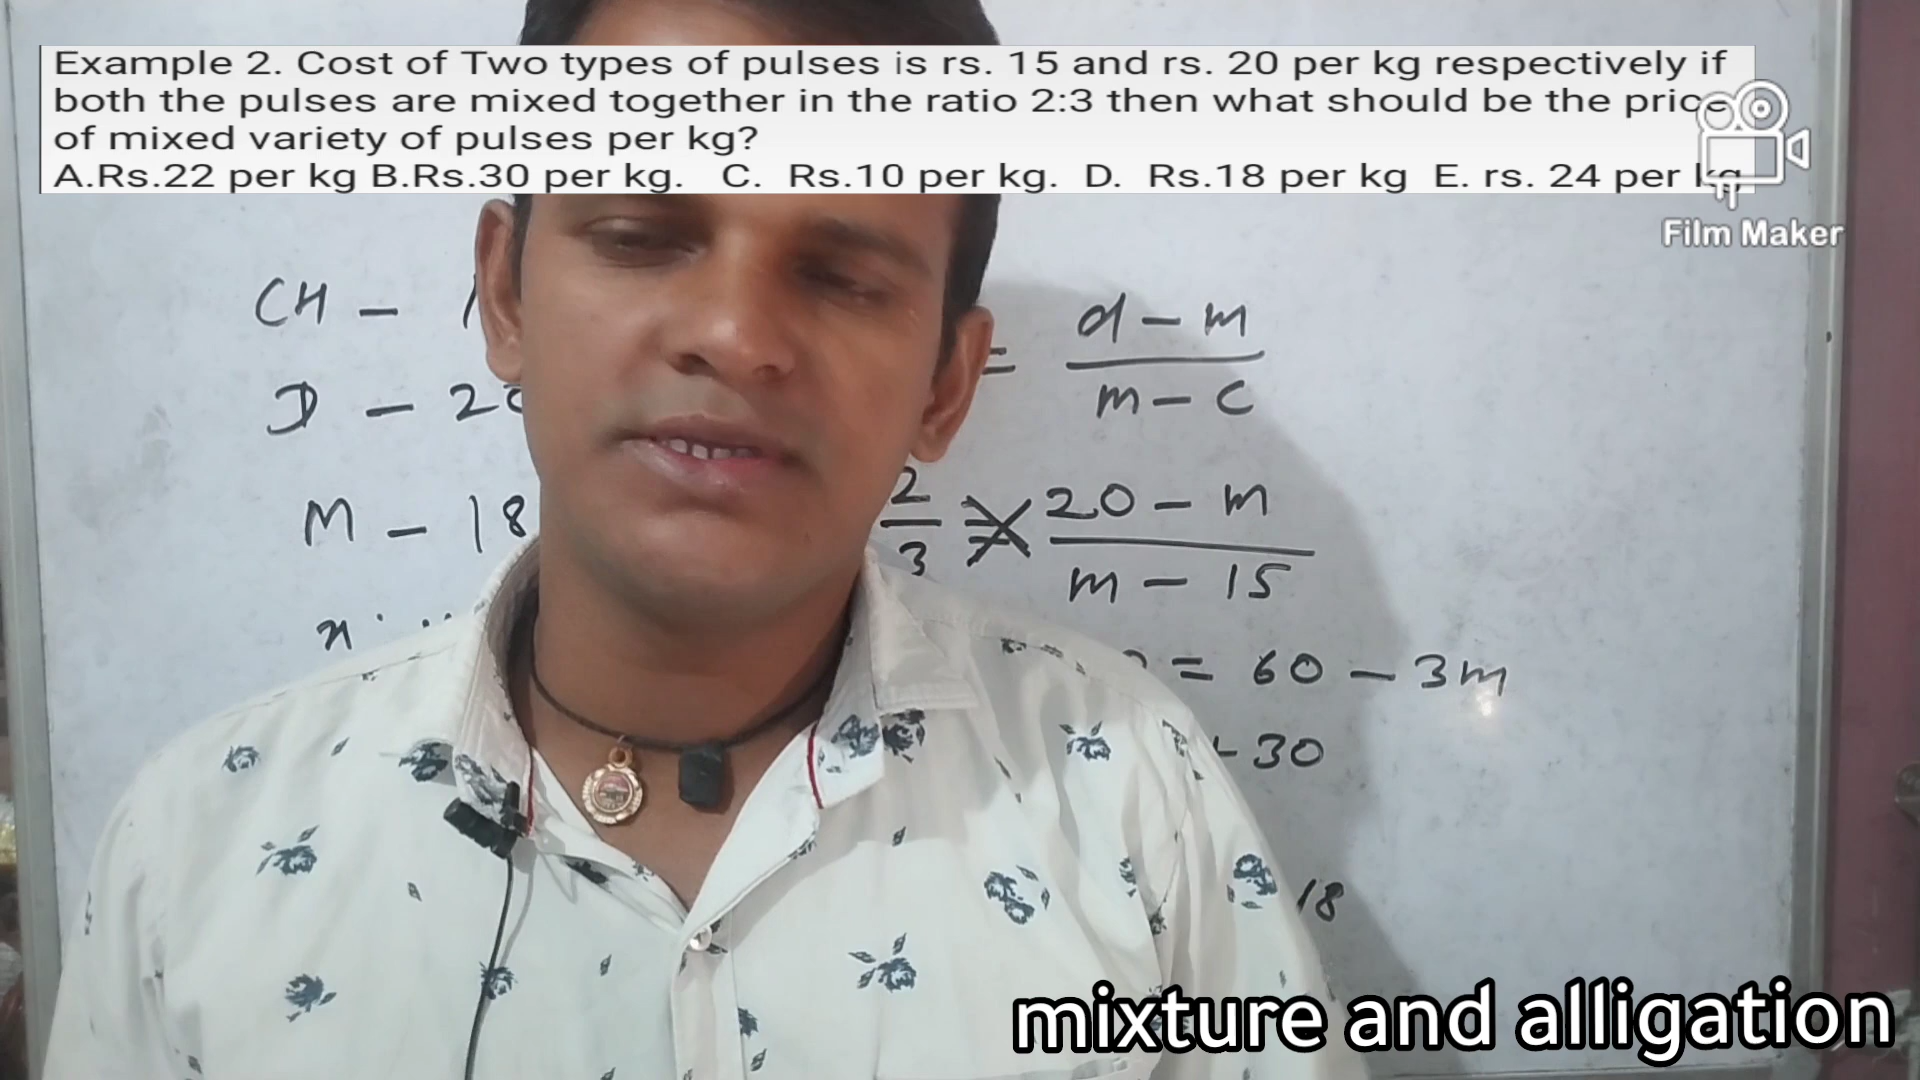 Example 2. Cost of Two types of pulses is rs. 15 and rs. 20 per kg respectively if
both the pulses are mixed together in the ratio 2:3 then what should be the price
of mixed variety of pulses per kg?
A.Rs.22 per kg B.Rs.30 per kg. C. Rs.10 per kg. D. Rs.18 per kg E. rs. 24 per kg
Film Maker
CH -
= d - m
m - c
D - 20
M - 18
2 = 20 - m
3 m - 15
= 60 - 3m
30
18
mixture and alligation